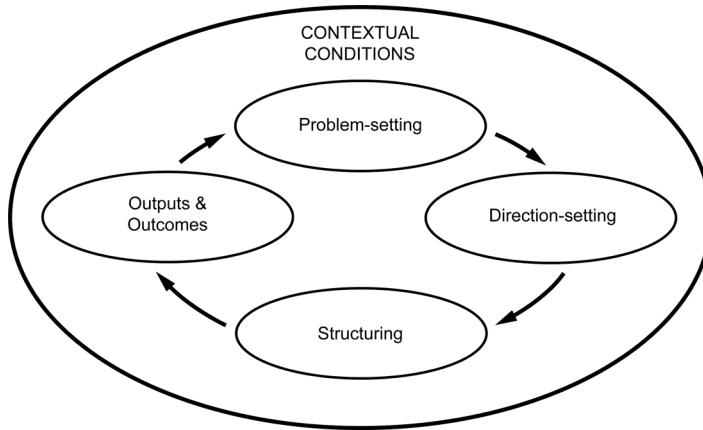 CONTEXTUAL
CONDITIONS
Problem-setting
Outputs &
Outcomes
Direction-setting
Structuring